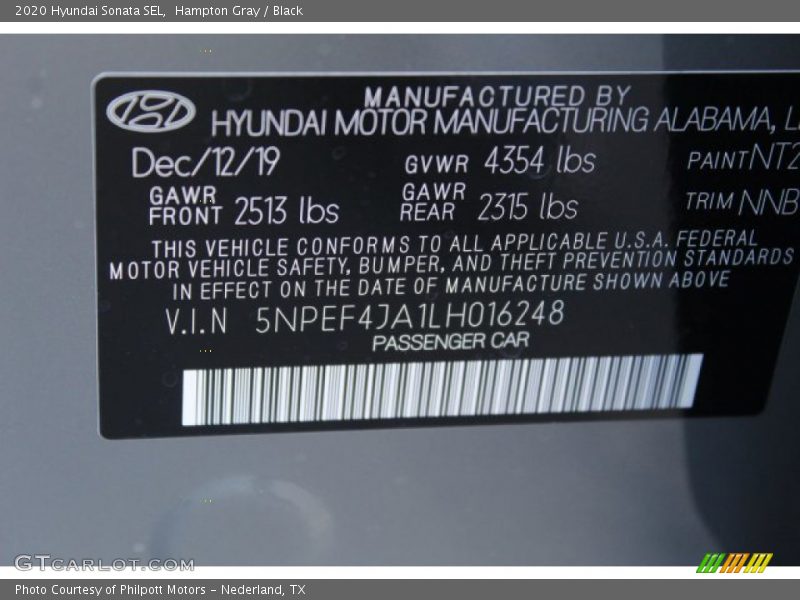 2020 Hyundai Sonata SEL, Hampton Gray / Black
MANUFACTURED BY
HYUNDAI MOTOR MANUFACTURING ALABAMA,
Dec/12/19 GVWR 4354 lbs PAINT NT2
GAWR FRONT 2513 lbs GAWR REAR 2315 lbs TRIM NNB
THIS VEHICLE CONFORMS TO ALL APPLICABLE U.S.A. FEDERAL
MOTOR VEHICLE SAFETY, BUMPER, AND THEFT PREVENTION STANDARDS
IN EFFECT ON THE DATE OF MANUFACTURE SHOWN ABOVE
V.I.N 5NPEF4JA1LH016248
PASSENGER CAR
GTCARLOT.COM
Photo Courtesy of Philpott Motors - Nederland, TX